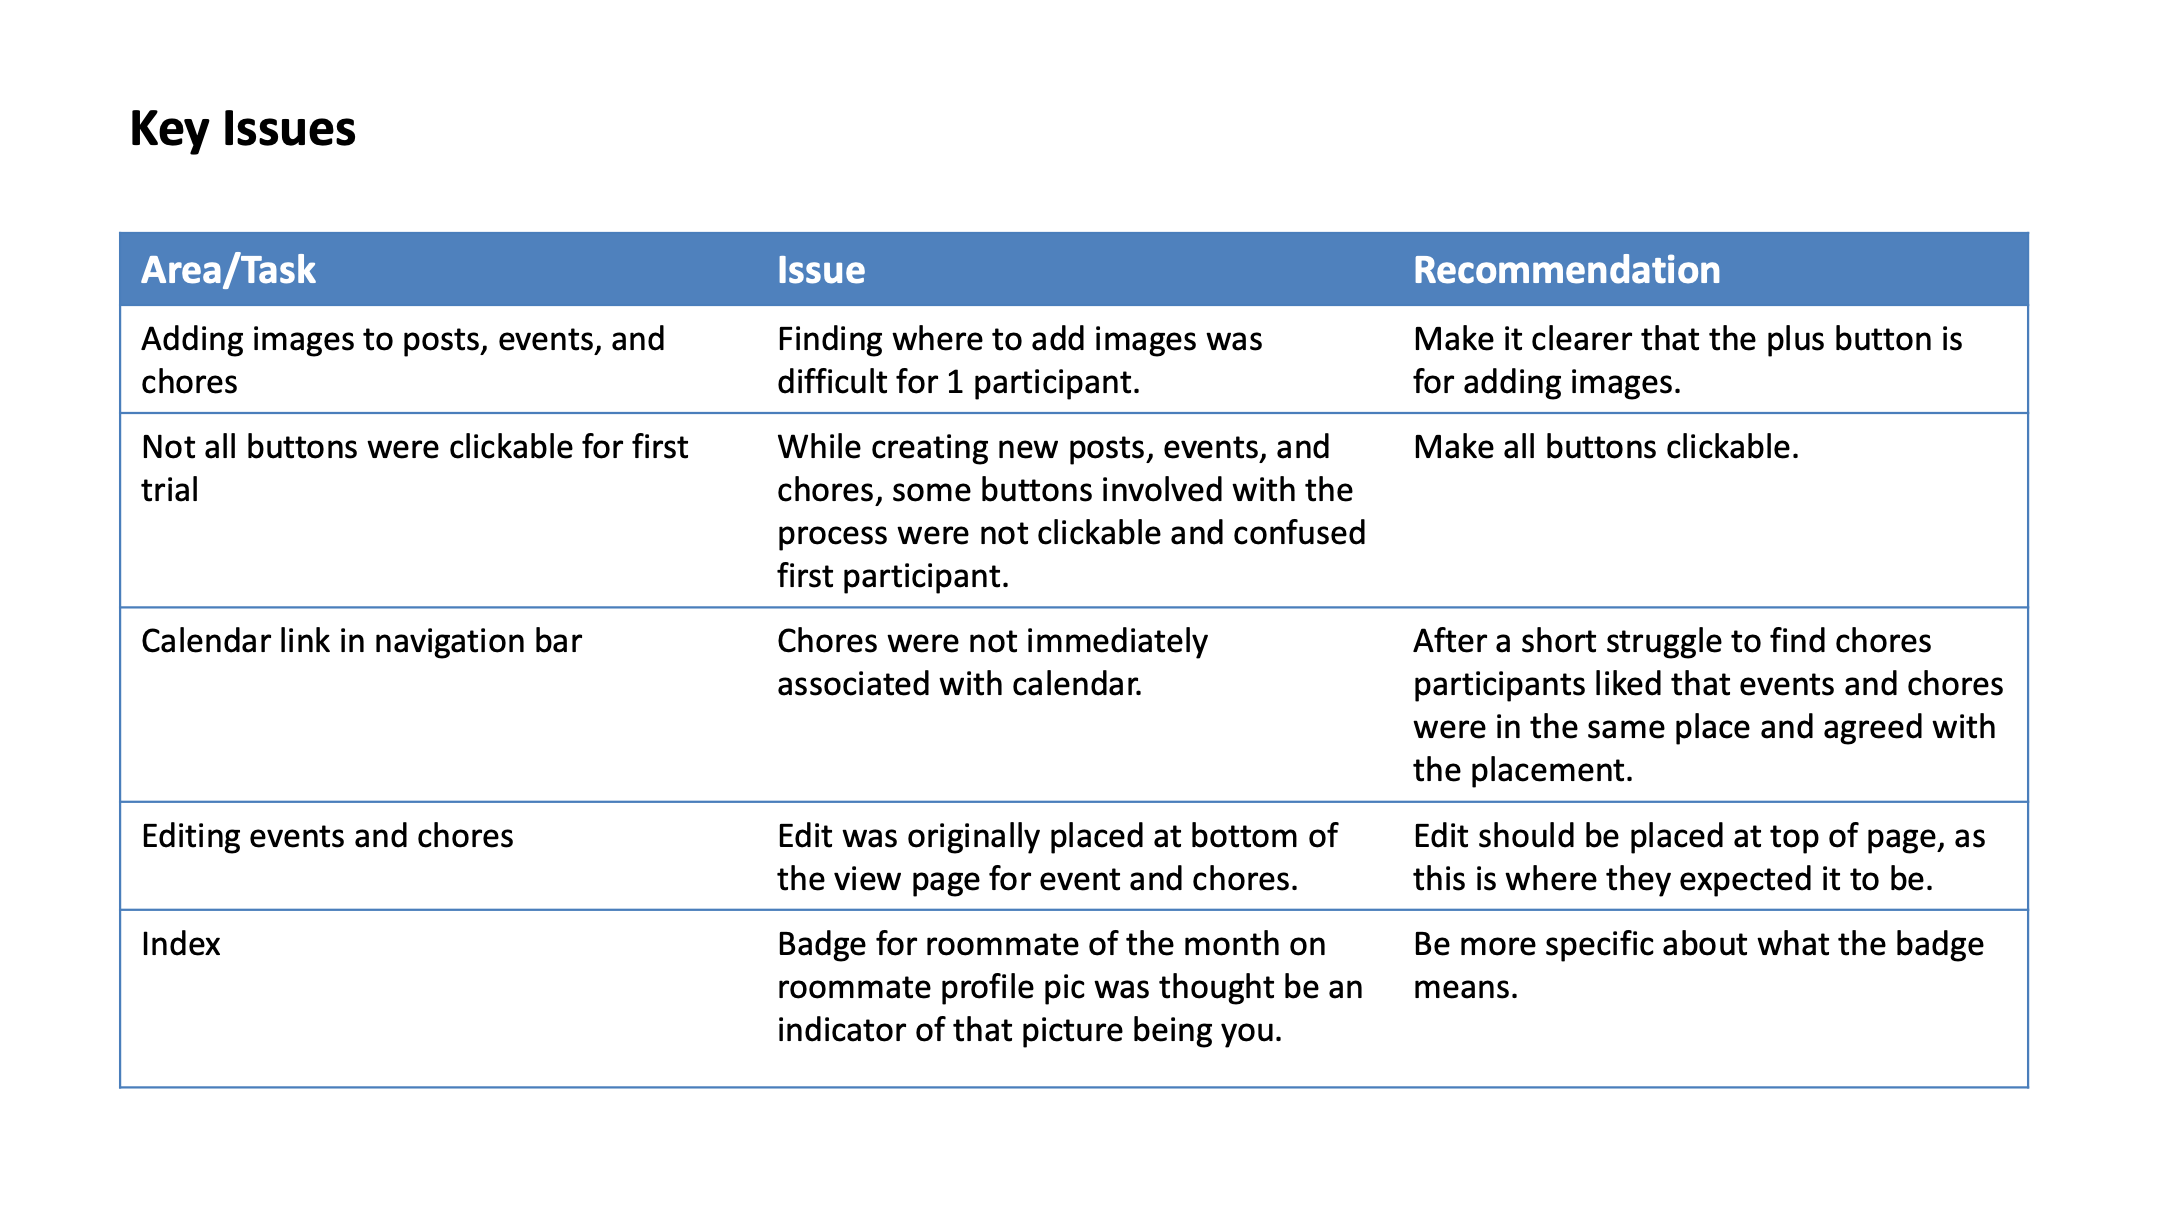 Key Issues
Area/Task
Issue
Recommendation
Adding images to posts, events, and
chores
Finding where to add images was
difficult for 1 participant.
Make it clearer that the plus button is
for adding images.
Not all buttons were clickable for first
trial
While creating new posts, events, and
chores, some buttons involved with the
process were not clickable and confused
first participant.
Make all buttons clickable.
Calendar link in navigation bar
Chores were not immediately
associated with calendar.
After a short struggle to find chores
participants liked that events and chores
were in the same place and agreed with
the placement.
Editing events and chores
Edit was originally placed at bottom of
the view page for event and chores.
Edit should be placed at top of page, as
this is where they expected it to be.
Index
Badge for roommate of the month on
roommate profile pic was thought be an
indicator of that picture being you.
Be more specific about what the badge
means.